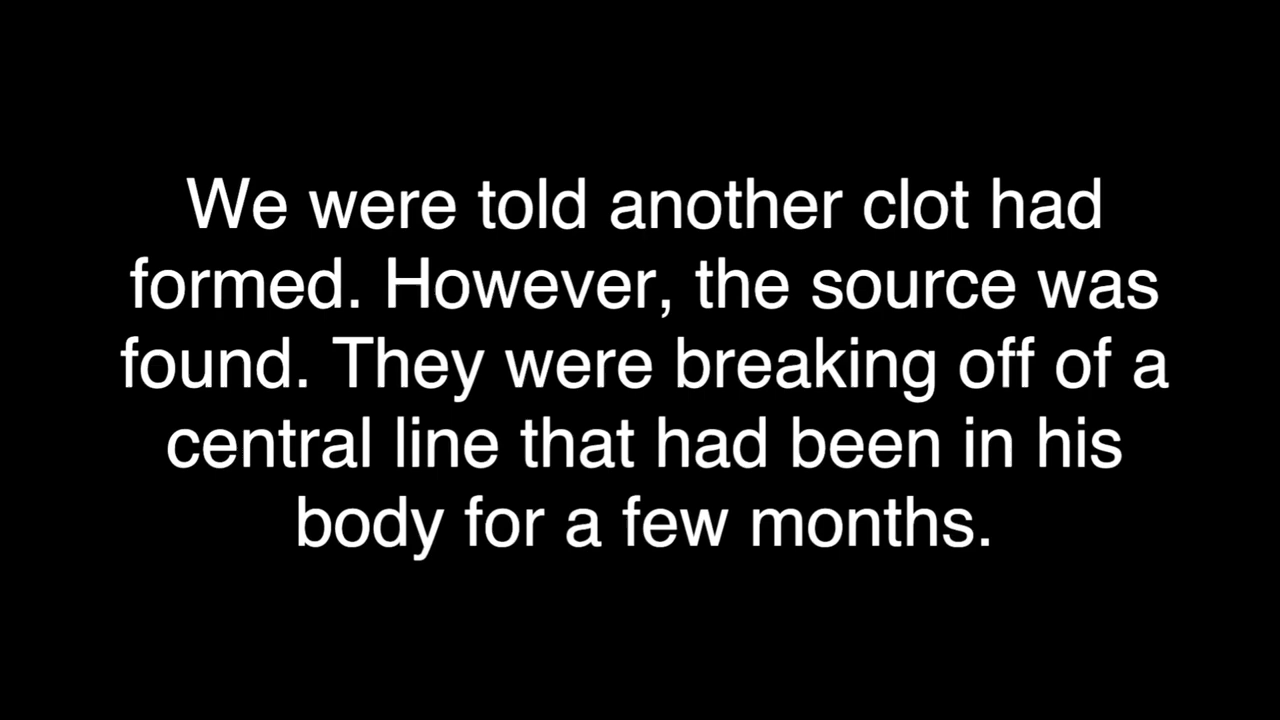 We were told another clot had
formed. However, the source was
found. They were breaking off of a
central line that had been in his
body for a few months.